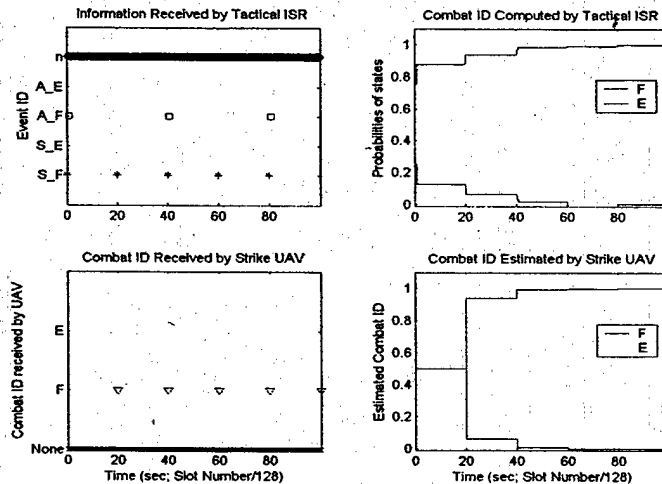 Information Received by Tactical ISR
Event ID
n
A_E
A_F
S_E
S_F
0 20 40 60 80
Combat ID Computed by Tactical ISR
Probabilities of states
1
0.8
0.6
0.4
0.2
0
F
E
0 20 40 60 80
Combat ID Received by Strike UAV
Combat ID received by UAV
E
F
None
0 20 40 60 80
Time (sec; Slot Number/128)
Combat ID Estimated by Strike UAV
Estimated Combat ID
1
0.8
0.6
0.4
0.2
0
F
E
0 20 40 60 80
Time (sec; Slot Number/128)